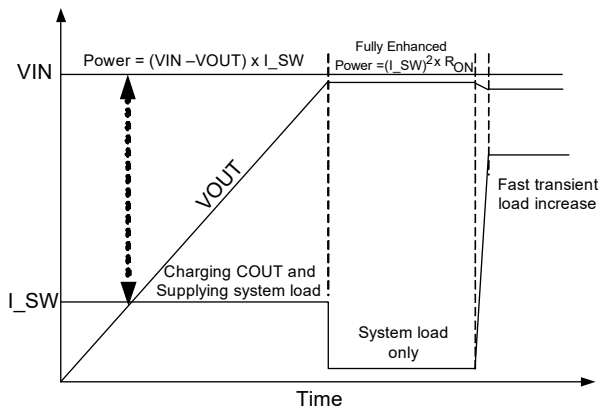 Fully Enhanced
Power = (VIN –VOUT) x I_SW
Power =(I_SW)2x RON
VIN
VOUT
Fast transient
load increase
Charging COUT and
Supplying system load
I_SW
System load
only
Time